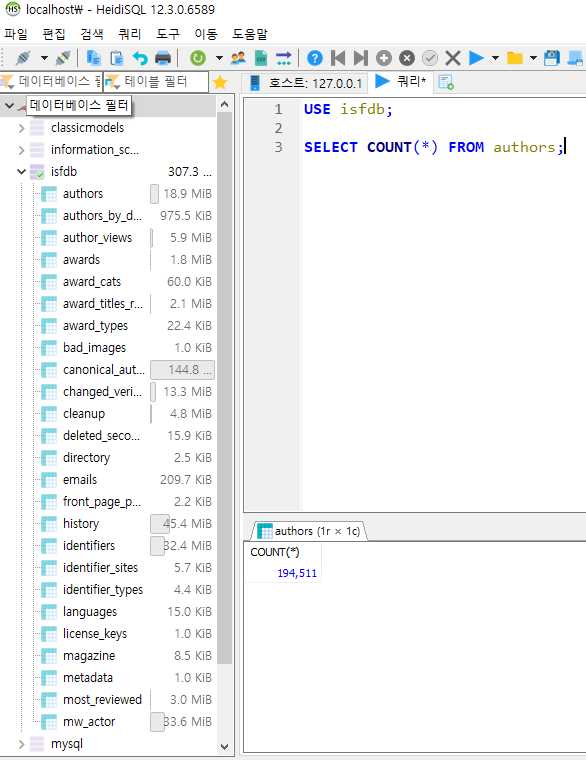 localhost\ - HeidiSQL 12.3.0.6589
파일 편집 검색 쿼리 도구 이동 도움말
데이터베이스 필 테이블 필터
호스트: 127.0.0.1 쿼리*
데이터베이스 필터
classicmodels
information_sc...
isfdb 307.3 ...
authors 18.9 MiB
authors_by_d... 975.5 KiB
author_views 5.9 MiB
awards 1.8 MiB
award_cats 60.0 KiB
award_titles_r... 2.1 MiB
award_types 22.4 KiB
bad_images 1.0 KiB
canonical_aut... 144.8 ...
changed_veri... 13.3 MiB
cleanup 4.8 MiB
deleted_seco... 15.9 KiB
directory 2.5 KiB
emails 209.7 KiB
front_page_p... 2.2 KiB
history 45.4 MiB
identifiers 32.4 MiB
identifier_sites 5.7 KiB
identifier_types 4.4 KiB
languages 15.0 KiB
license_keys 1.0 KiB
magazine 8.5 KiB
metadata 1.0 KiB
most_reviewed 3.0 MiB
mw_actor 33.6 MiB
mysql
1 USE isfdb;
2
3 SELECT COUNT(*) FROM authors;
authors (1r × 1c)
COUNT(*)
194,511